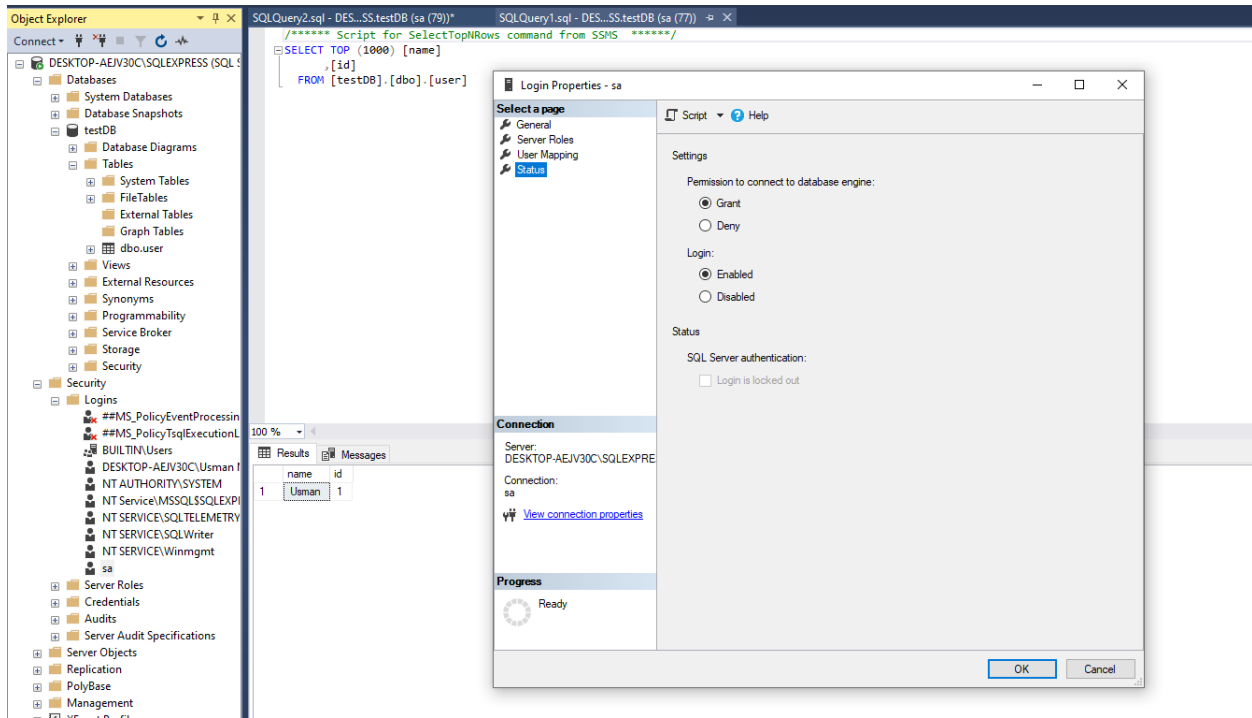 Object Explorer
Connect
DESKTOP-AEJV30C\SQLEXPRESS (SQL S
Databases
System Databases
Database Snapshots
testDB
Database Diagrams
Tables
System Tables
FileTables
External Tables
Graph Tables
dbo.user
Views
External Resources
Synonyms
Programmability
Service Broker
Storage
Security
Security
Logins
##MS_PolicyEventProcessin
##MS_PolicyTsqlExecutionL
BUILTIN\Users
DESKTOP-AEJV30C\Usman
NT AUTHORITY\SYSTEM
NT Service\MSSQL$SQLEXPI
NT SERVICE\SQLTELEMETRY
NT SERVICE\SQLWriter
NT SERVICE\Winmgmt
sa
Server Roles
Credentials
Audits
Server Audit Specifications
Server Objects
Replication
PolyBase
Management
SQLQuery2.sql - DES...SS.testDB (sa (79))*
SQLQuery1.sql - DES...SS.testDB (sa (77))
/****** Script for SelectTopNRows command from SSMS ******/
SELECT TOP (1000) [name]
,[id]
FROM [testDB].[dbo].[user]
100 %
Results
Messages
name id
1 Usman 1
Login Properties - sa
Select a page
General
Server Roles
User Mapping
Status
Script
Help
Settings
Permission to connect to database engine:
Grant
Deny
Login:
Enabled
Disabled
Status
SQL Server authentication:
Login is locked out
Connection
Server:
DESKTOP-AEJV30C\SQLEXPRE
Connection:
sa
View connection properties
Progress
Ready
OK
Cancel